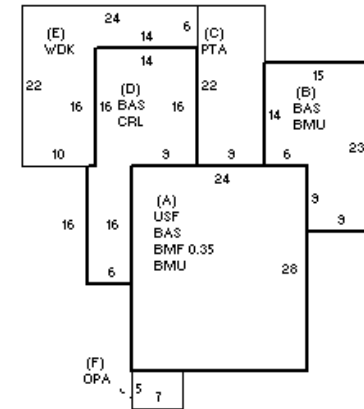 24
6
(E)
WDK
14
14
(C)
PTA
22
16
16
(D)
BAS
CRL
16
22
15
14
(B)
BAS
BMU
23
10
9
9
6
24
(A)
USF
BAS
BMF 0.35
BMU
16
16
9
9
6
28
(F)
OPA
5
7